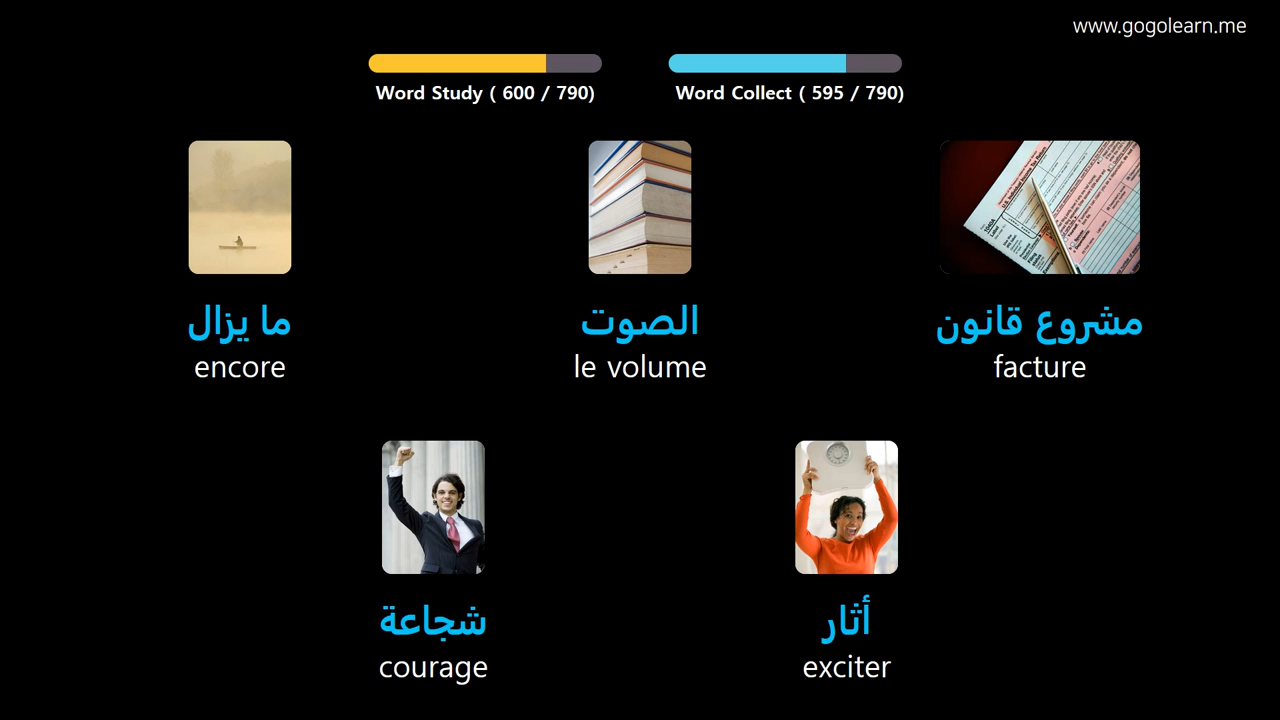 www.gogolearn.me
Word Study ( 600 / 790)
Word Collect ( 595 / 790)
ما يزال
encore
الصوت
le volume
مشروع قانون
facture
شجاعة
courage
أثار
exciter